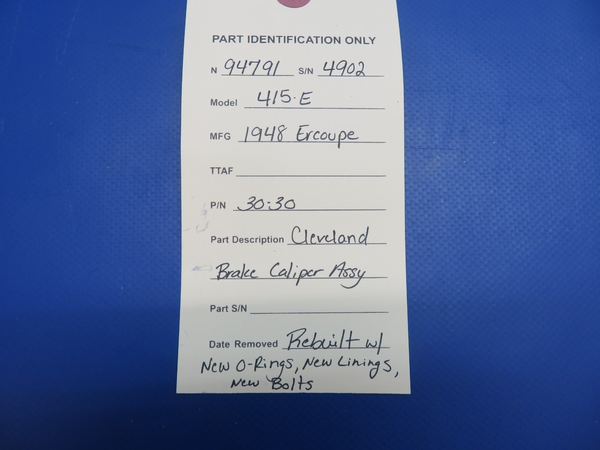 PART IDENTIFICATION ONLY
N 94791 S/N 4902
Model 415-E
MFG 1948 Ercoupe
TTAF
P/N 30-30
Part Description Cleveland
Brake Caliper Assy
Part S/N
Date Removed Rebuilt w/
New O-Rings, New Linings,
New Bolts